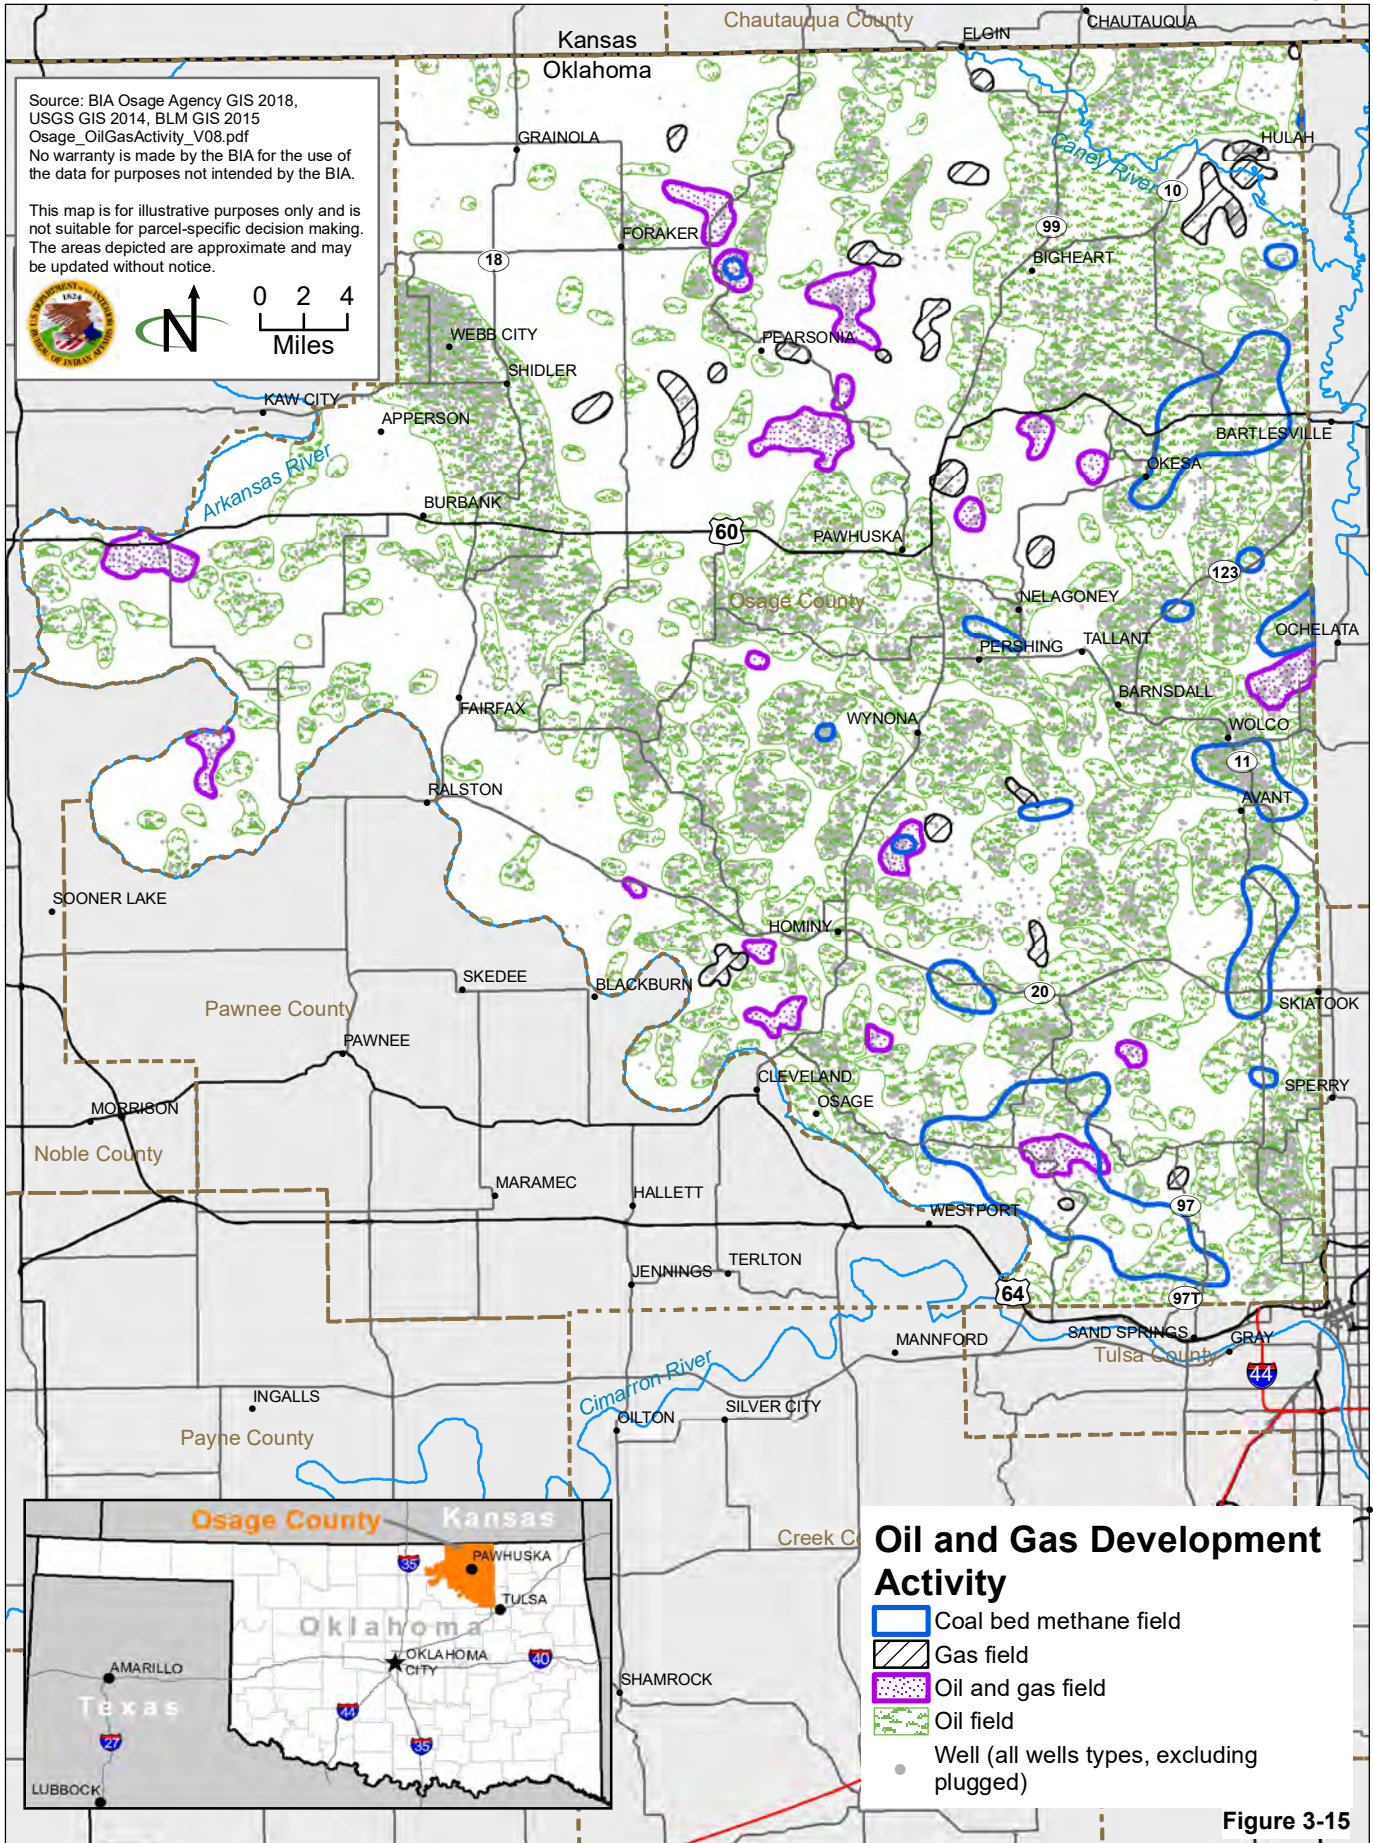 Chautauqua County
CHAUTAUQUA
ELGIN
Kansas
Oklahoma
Source: BIA Osage Agency GIS 2018,
USGS GIS 2014, BLM GIS 2015
Osage_OilGasActivity_V08.pdf
No warranty is made by the BIA for the use of
the data for purposes not intended by the BIA.
This map is for illustrative purposes only and is
not suitable for parcel-specific decision making.
The areas depicted are approximate and may
be updated without notice.
N
0 2 4
Miles
GRAINOLA
HULAH
Caney River
10
99
FORAKER
BIGHEART
18
WEBB CITY
PEARSONIA
SHIDLER
KAW CITY
APPERSON
BARTLESVILLE
OKESA
Arkansas River
BURBANK
60
PAWHUSKA
123
Osage County
NELAGONEY
OCHELATA
PERSHING
TALLANT
BARNSDALL
FAIRFAX
WYNONA
WOLCO
11
RALSTON
AVANT
SOONER LAKE
HOMINY
SKEDEE
BLACKBURN
20
SKIATOOK
Pawnee County
PAWNEE
CLEVELAND
SPERRY
OSAGE
MORRISON
Noble County
MARAMEC
HALLETT
97
WESTPORT
JENNINGS
TERLTON
64
97T
MANNFORD
SAND SPRINGS
GRAY
Tulsa County
44
Cimarron River
INGALLS
SILVER CITY
OILTON
Payne County
Creek Co
SHAMROCK
Osage County
Kansas
35
PAWHUSKA
TULSA
Oklahoma
OKLAHOMA
CITY
40
AMARILLO
Texas
44
27
35
LUBBOCK
Oil and Gas Development
Activity
Coal bed methane field
Gas field
Oil and gas field
Oil field
Well (all wells types, excluding
plugged)
Figure 3-15